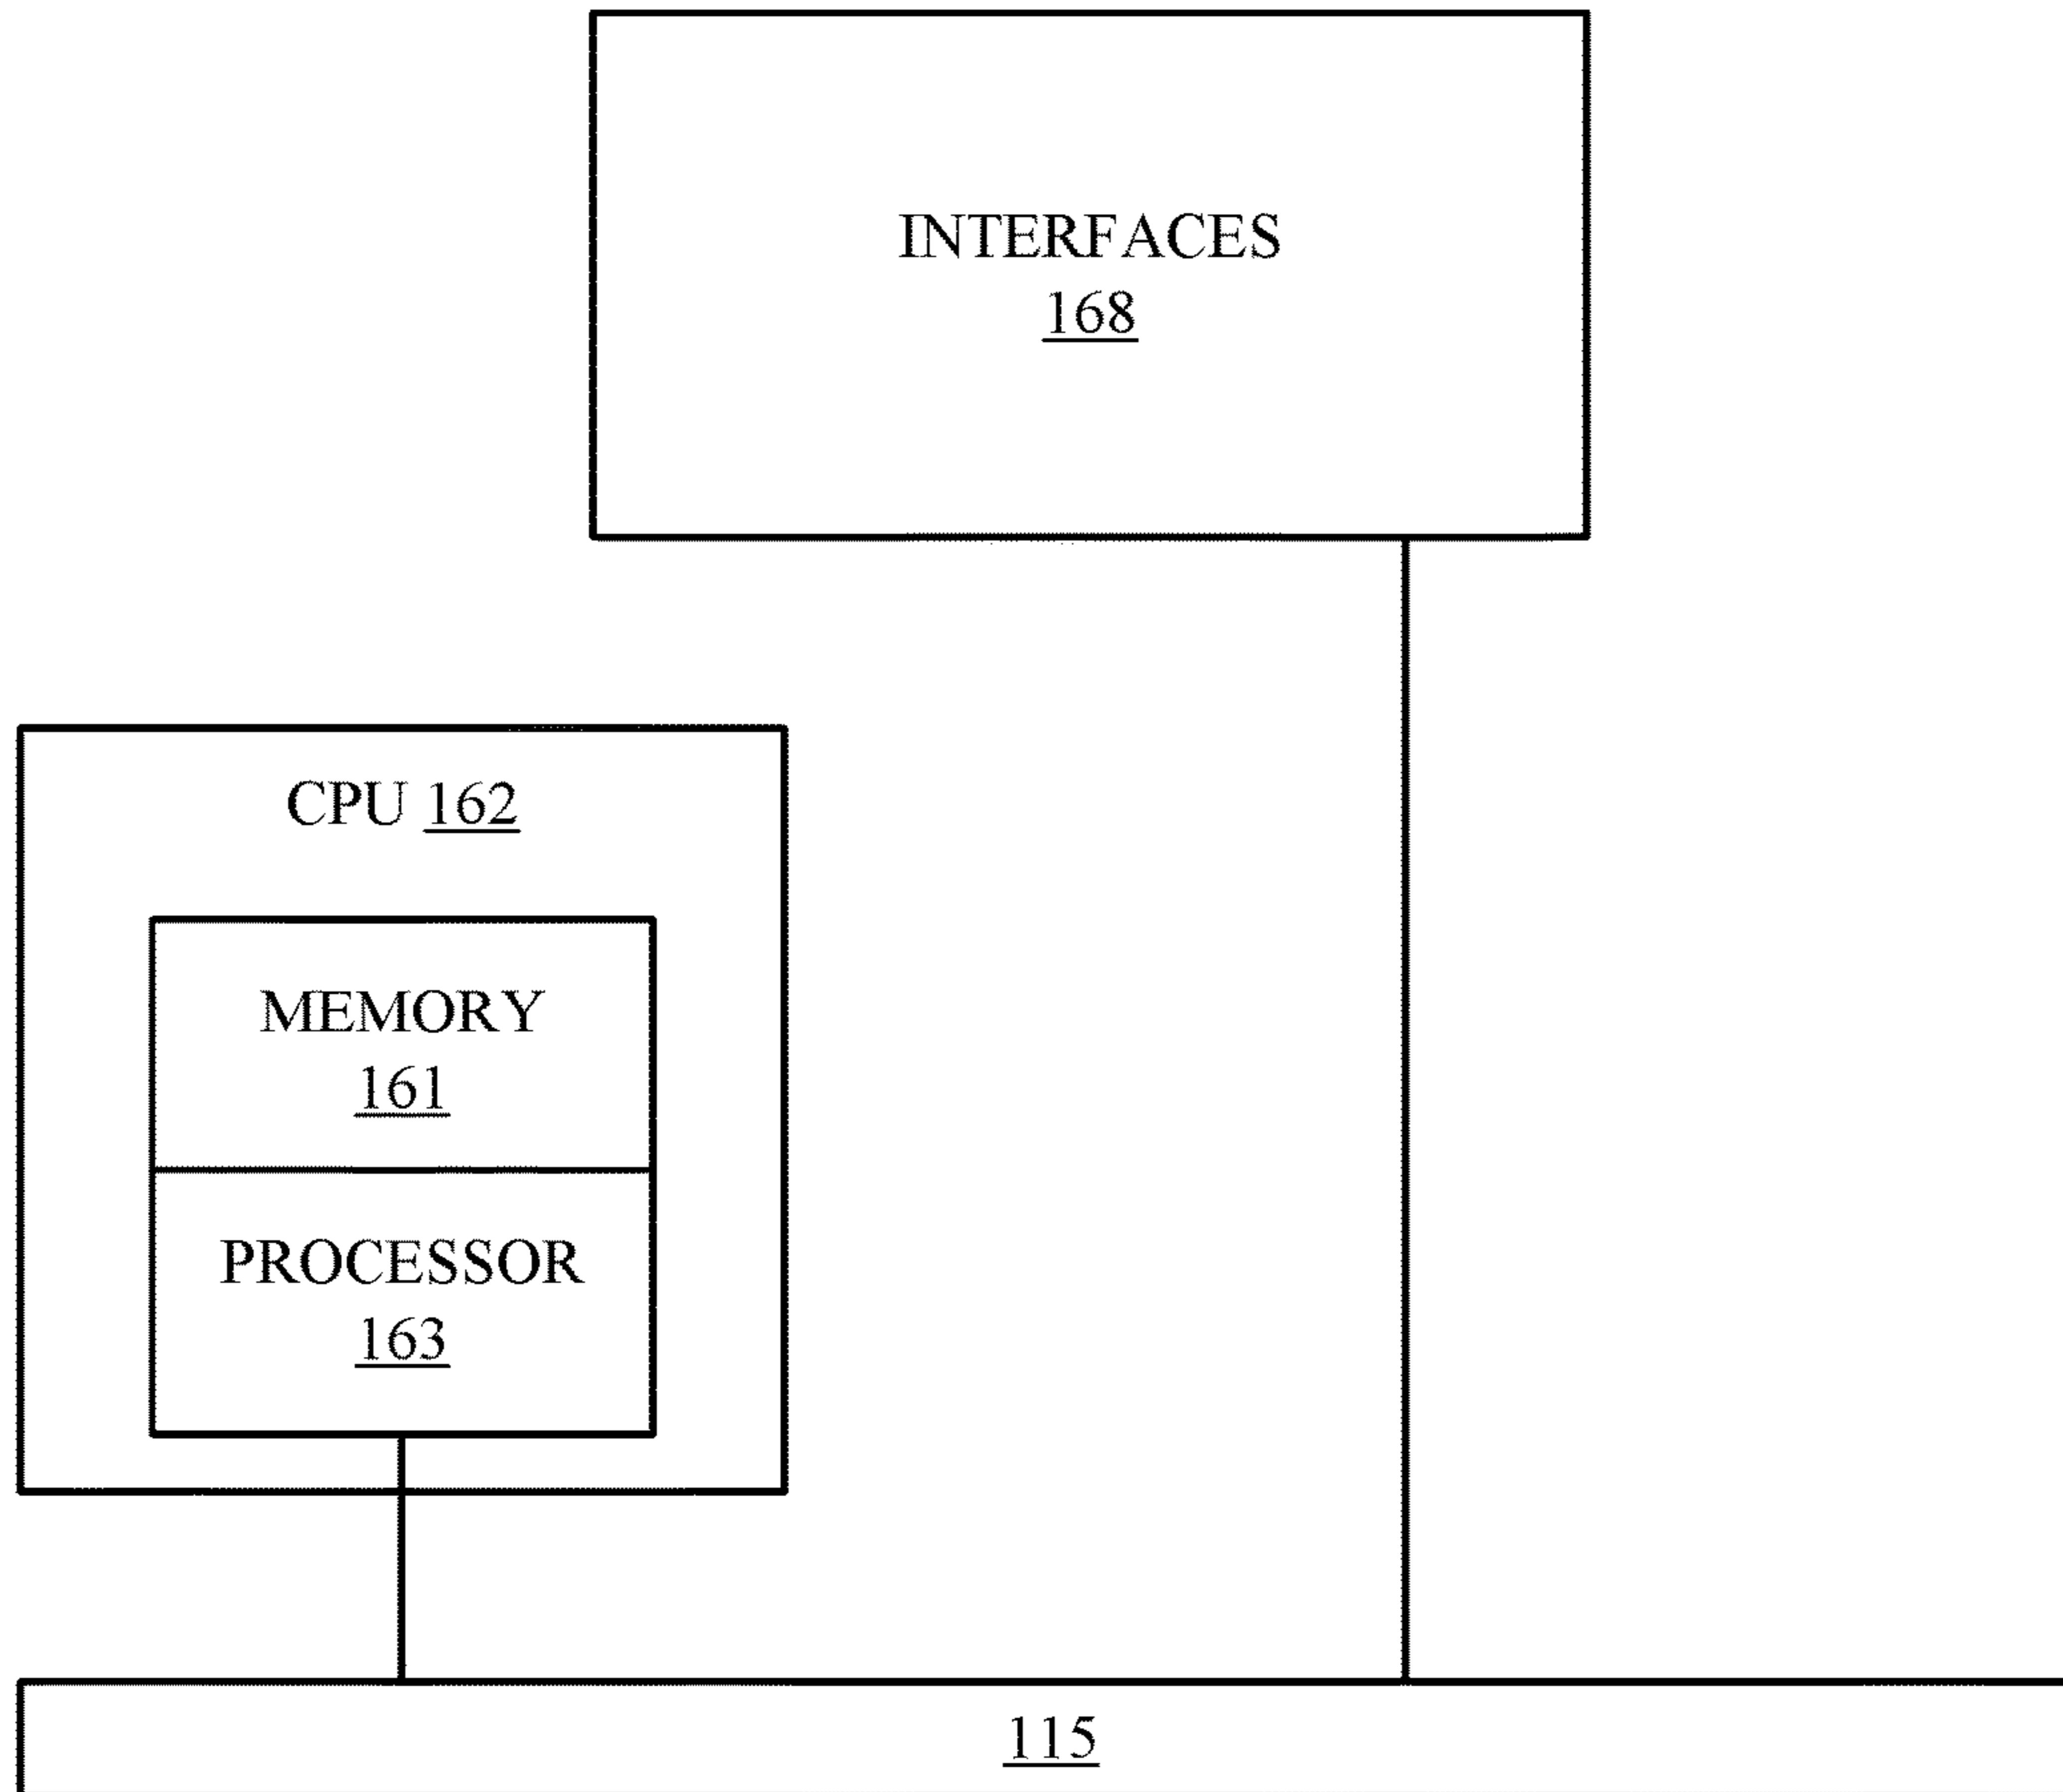 INTERFACES
168
CPU 162
MEMORY
161
PROCESSOR
163
115